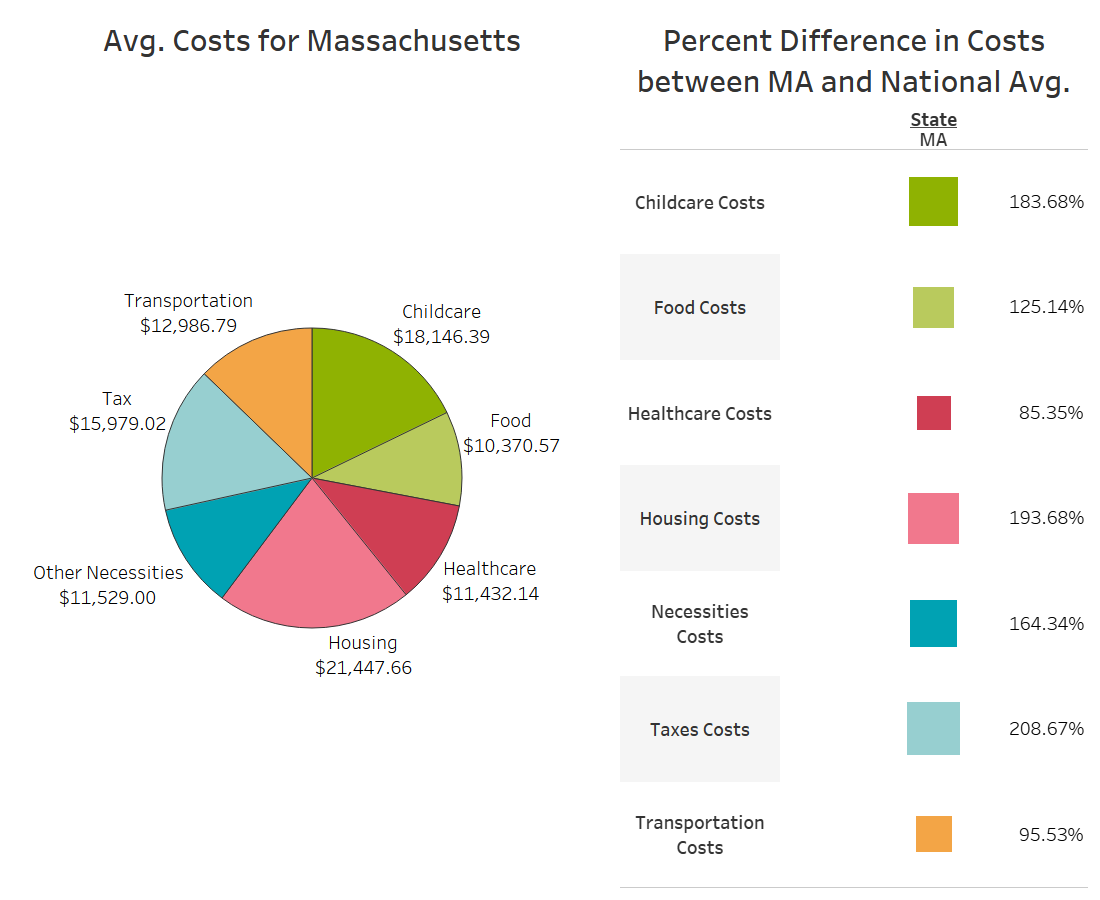 Avg. Costs for Massachusetts
Transportation
$12,986.79
Childcare
$18,146.39
Tax
$15,979.02
Food
$10,370.57
Other Necessities
$11,529.00
Healthcare
$11,432.14
Housing
$21,447.66
Percent Difference in Costs
between MA and National Avg.
State
MA
Childcare Costs
183.68%
Food Costs
125.14%
Healthcare Costs
85.35%
Housing Costs
193.68%
Necessities
Costs
164.34%
Taxes Costs
208.67%
Transportation
Costs
95.53%